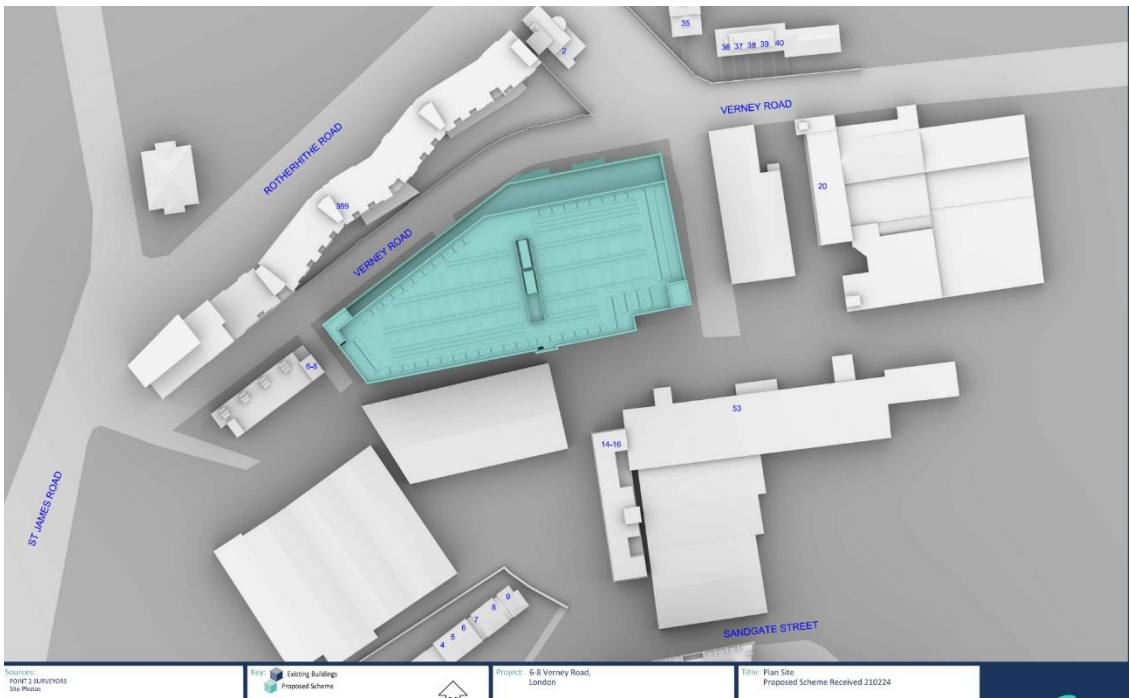 35
2
36 37 38 39 40
VERNEY ROAD
ROTHERHITHE ROAD
20
399
VERNEY ROAD
6-8
53
14-16
ST JAMES ROAD
9
8
7
6
5
4
SANDGATE STREET
Sources:
POINT 2 SURVEYORS
Site Photos
Key:
Existing Buildings
Proposed Scheme
Project: 6-8 Verney Road,
London
Title: Plan Site
Proposed Scheme Received 210224